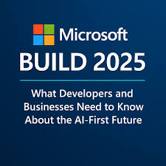 Microsoft
BUILD 2025
What Developers and
Businesses Need to Know
About the AI-First Future